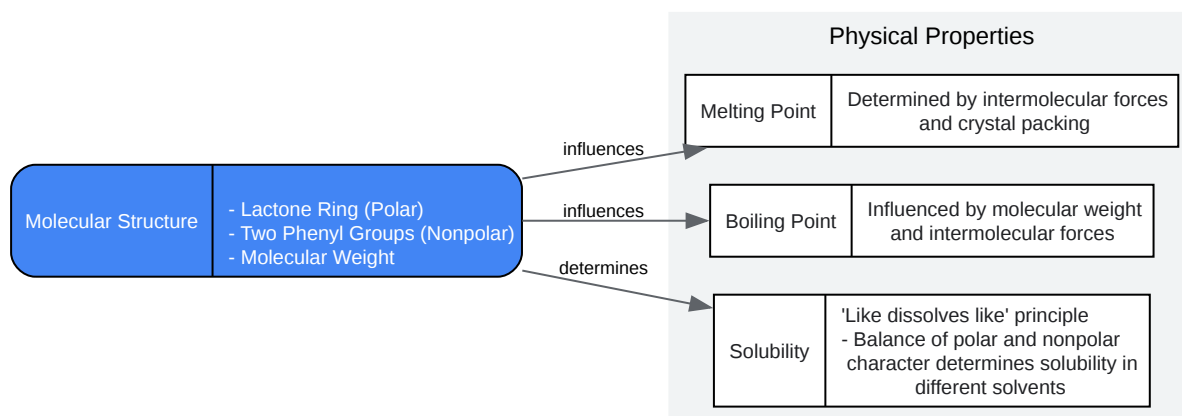 Physical Properties
Melting Point
Determined by intermolecular forces
and crystal packing
influences
Molecular Structure
- Lactone Ring (Polar)
- Two Phenyl Groups (Nonpolar)
- Molecular Weight
influences
Boiling Point
Influenced by molecular weight
and intermolecular forces
determines
Solubility
'Like dissolves like' principle
- Balance of polar and nonpolar
character determines solubility in
different solvents